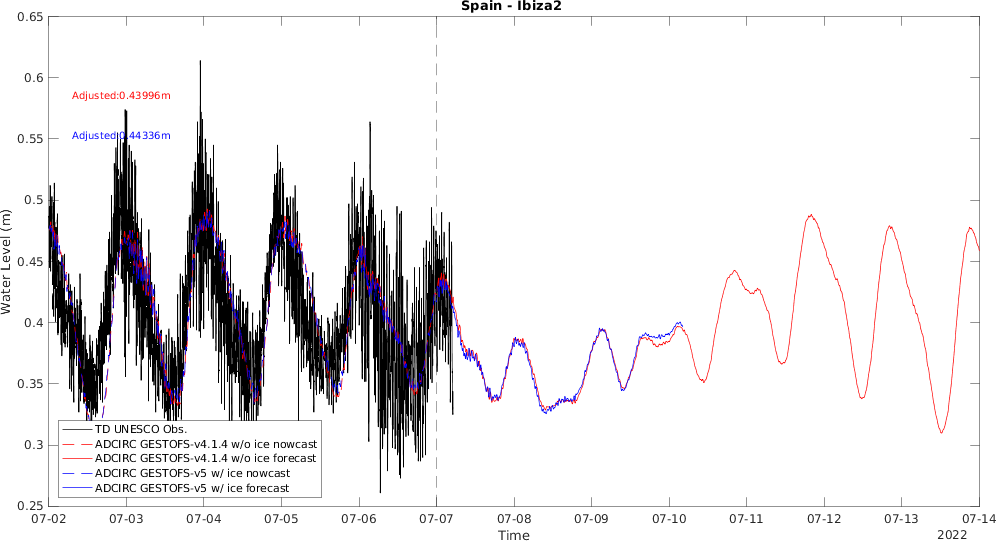 Spain - Ibiza2
0.65
0.6
0.55
0.5
0.45
0.4
0.35
0.3
0.25
Water Level (m)
Adjusted:0.43996m
Adjusted:0.44336m
TD UNESCO Obs.
ADCIRC GESTOFS-v4.1.4 w/o ice nowcast
ADCIRC GESTOFS-v4.1.4 w/o ice forecast
ADCIRC GESTOFS-v5 w/ ice nowcast
ADCIRC GESTOFS-v5 w/ ice forecast
07-02 07-03 07-04 07-05 07-06 07-07 07-08 07-09 07-10 07-11 07-12 07-13 07-14
Time
2022